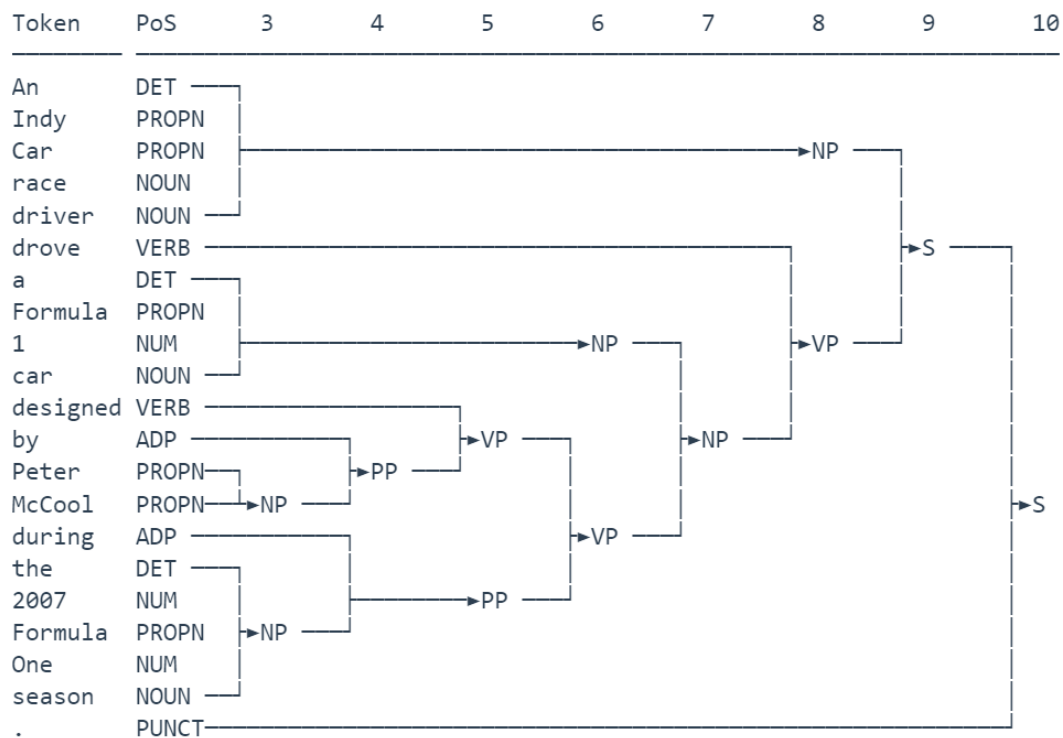 Token PoS 3 4 5 6 7 8 9 10
An DET
Indy PROPN
Car PROPN NP
race NOUN
driver NOUN
drove VERB S
a DET
Formula PROPN
1 NUM NP VP
car NOUN
designed VERB
by ADP VP NP
Peter PROPN PP
McCool PROPN NP S
during ADP VP
the DET
2007 NUM PP
Formula PROPN NP
One NUM
season NOUN
. PUNCT